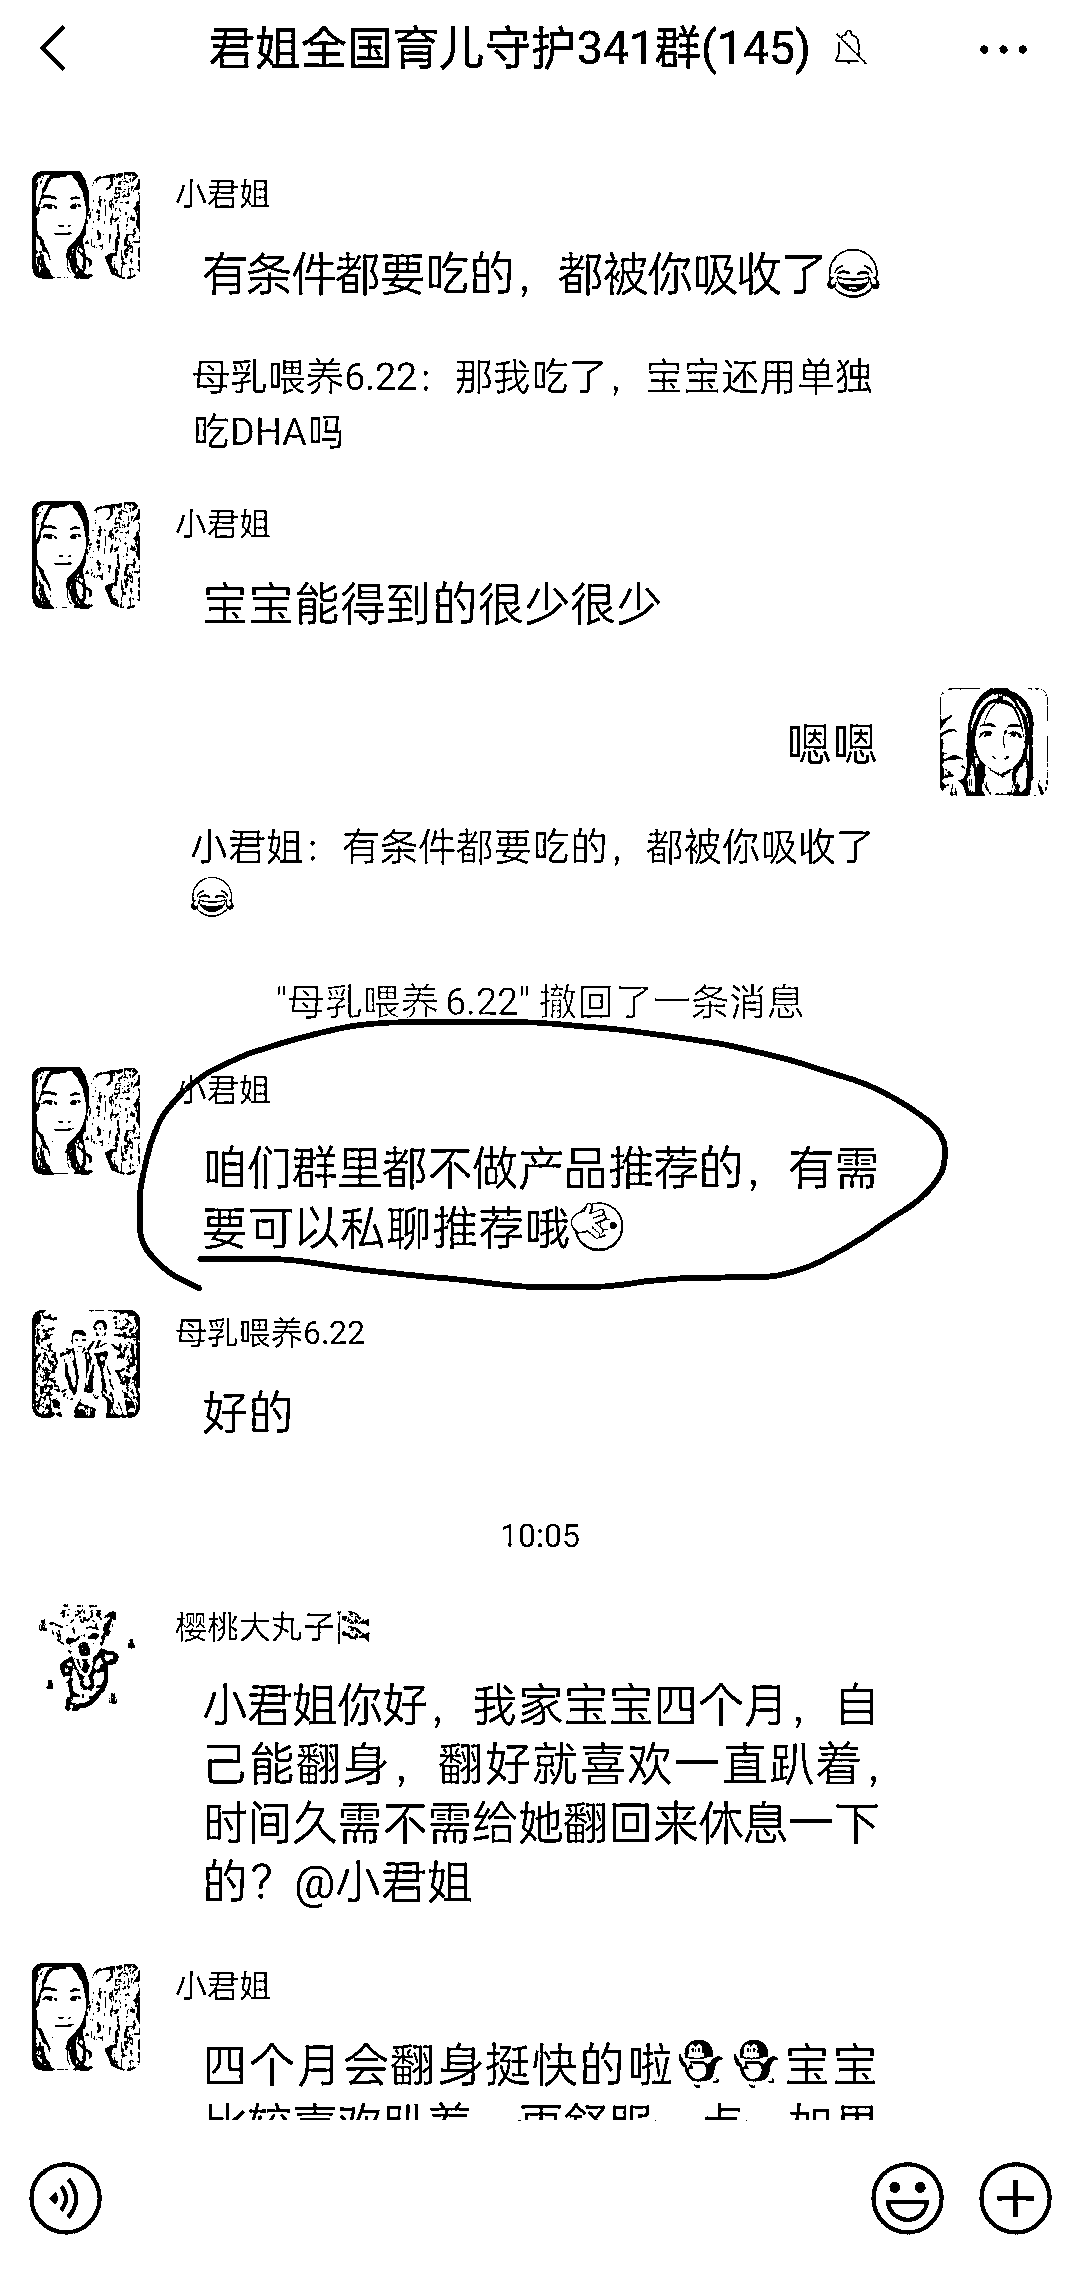 君姐全国育儿守护341群(145)
小君姐
有条件都要吃的，都被你吸收了😂
母乳喂养6.22：那我吃了，宝宝还用单独
吃DHA吗
小君姐
宝宝能得到的很少很少
嗯嗯
小君姐：有条件都要吃的，都被你吸收了
😂
"母乳喂养 6.22" 撤回了一条消息
小君姐
咱们群里都不做产品推荐的，有需
要可以私聊推荐哦
母乳喂养6.22
好的
10:05
樱桃大丸子
小君姐你好，我家宝宝四个月，自
己能翻身，翻好就喜欢一直趴着，
时间久需不需给她翻回来休息一下
的？@小君姐
小君姐
四个月会翻身挺快的啦🐧🐧宝宝